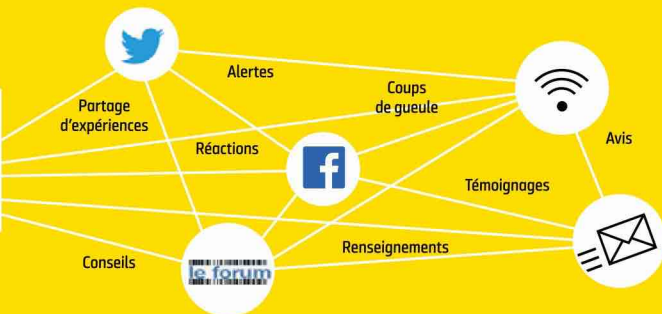 Alertes
Partage
d'expériences
Coups
de gueule
Avis
Réactions
Témoignages
Renseignements
Conseils
le forum